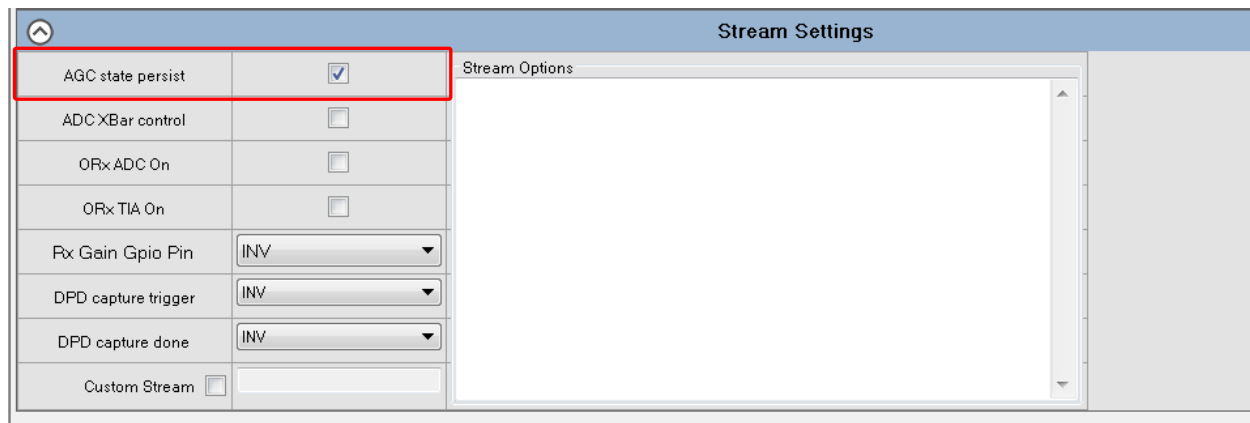 Stream Settings
AGC state persist
Stream Options
ADC XBar control
ORx ADC On
ORx TIA On
Rx Gain Gpio Pin INV
DPD capture trigger INV
DPD capture done INV
Custom Stream